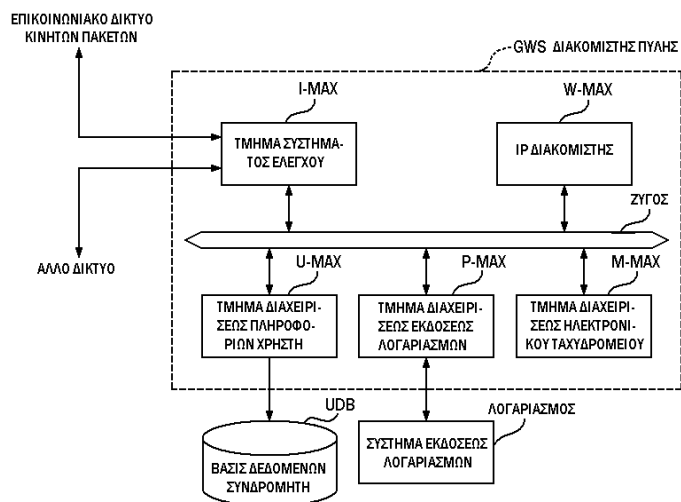 ΕΠΙΚΟΙΝΩΝΙΑΚΟ ΔΙΚΤΥΟ
ΚΙΝΗΤΩΝ ΠΑΚΕΤΩΝ
GWS ΔΙΑΚΟΜΙΣΤΗΣ ΠΥΛΗΣ
I-MAX
W-MAX
ΤΜΗΜΑ ΣΥΣΤΗΜΑ-
ΤΟΣ ΕΛΕΓΧΟΥ
IP ΔΙΑΚΟΜΙΣΤΗΣ
ΖΥΓΟΣ
ΑΛΛΟ ΔΙΚΤΥΟ
U-MAX
P-MAX
M-MAX
ΤΜΗΜΑ ΔΙΑΧΕΙΡΙ-
ΣΕΩΣ ΠΛΗΡΟΦΟ-
ΡΙΩΝ ΧΡΗΣΤΗ
ΤΜΗΜΑ ΔΙΑΧΕΙΡΙ-
ΣΕΩΣ ΕΚΔΟΣΕΩΣ
ΛΟΓΑΡΙΑΣΜΩΝ
ΤΜΗΜΑ ΔΙΑΧΕΙΡΙ-
ΣΕΩΣ ΗΛΕΚΤΡΟΝΙ-
ΚΟΥ ΤΑΧΥΔΡΟΜΕΙΟΥ
UDB
ΛΟΓΑΡΙΑΣΜΟΣ
ΒΑΣΙΣ ΔΕΔΟΜΕΝΩΝ
ΣΥΝΔΡΟΜΗΤΗ
ΣΥΣΤΗΜΑ ΕΚΔΟΣΕΩΣ
ΛΟΓΑΡΙΑΣΜΩΝ